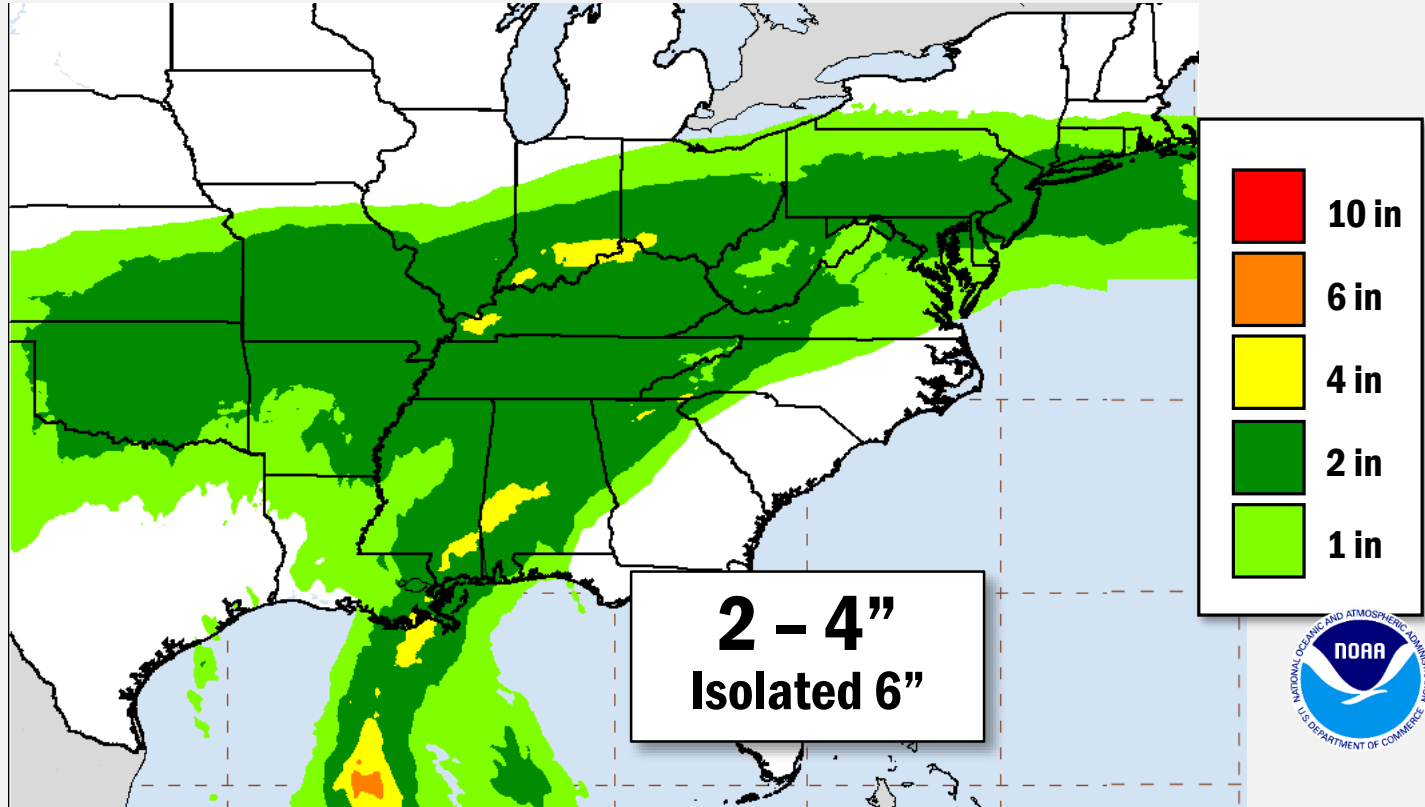 10 in
6 in
4 in
2 in
1 in
2 – 4”
Isolated 6”
NATIONAL OCEANIC AND ATMOSPHERIC
NOAA
U.S. DEPARTMENT OF COMMERCE